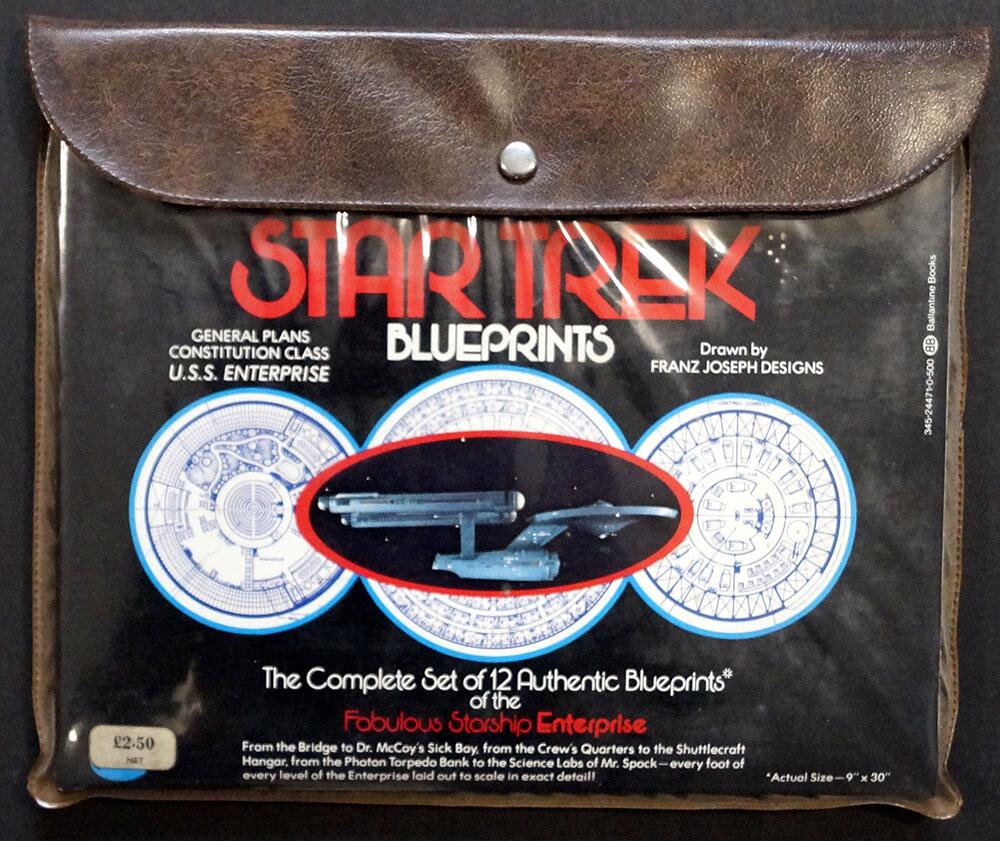 STAR TREK
BLUEPRINTS
GENERAL PLANS
CONSTITUTION CLASS
U.S.S. ENTERPRISE
Drawn by
FRANZ JOSEPH DESIGNS
345-24471-0-500 BB Ballantine Books
The Complete Set of 12 Authentic Blueprints*
of the
Fabulous Starship Enterprise
From the Bridge to Dr. McCoy's Sick Bay, from the Crew's Quarters to the Shuttlecraft
Hangar, from the Photon Torpedo Bank to the Science Labs of Mr. Spock—every foot of
every level of the Enterprise laid out to scale in exact detail!
*Actual Size—9" x 30"
£2·50
NET